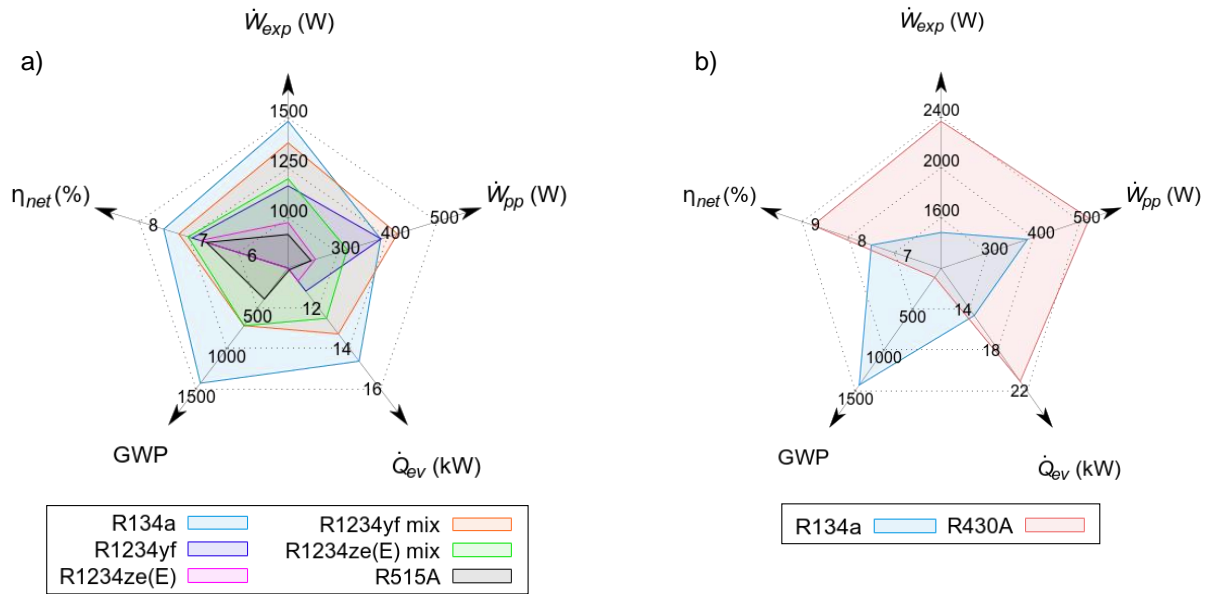 a)
Ẇexp (W)
1500
1250
1000
Ẇpp (W)
500
400
300
Q̇ev (kW)
12
14
16
GWP
500
1000
1500
ηnet (%)
8
7
6
R134a
R1234yf
R1234ze(E)
R1234yf mix
R1234ze(E) mix
R515A
b)
Ẇexp (W)
2400
2000
1600
Ẇpp (W)
500
400
300
Q̇ev (kW)
14
18
22
GWP
500
1000
1500
ηnet (%)
9
8
7
R134a
R430A